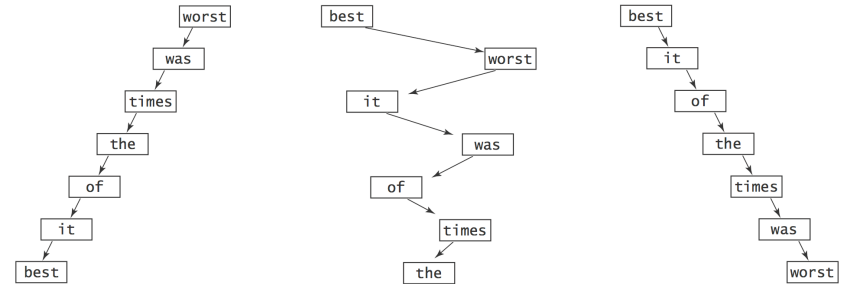 worst
was
times
the
of
it
best
best
worst
it
was
of
times
the
best
it
of
the
times
was
worst